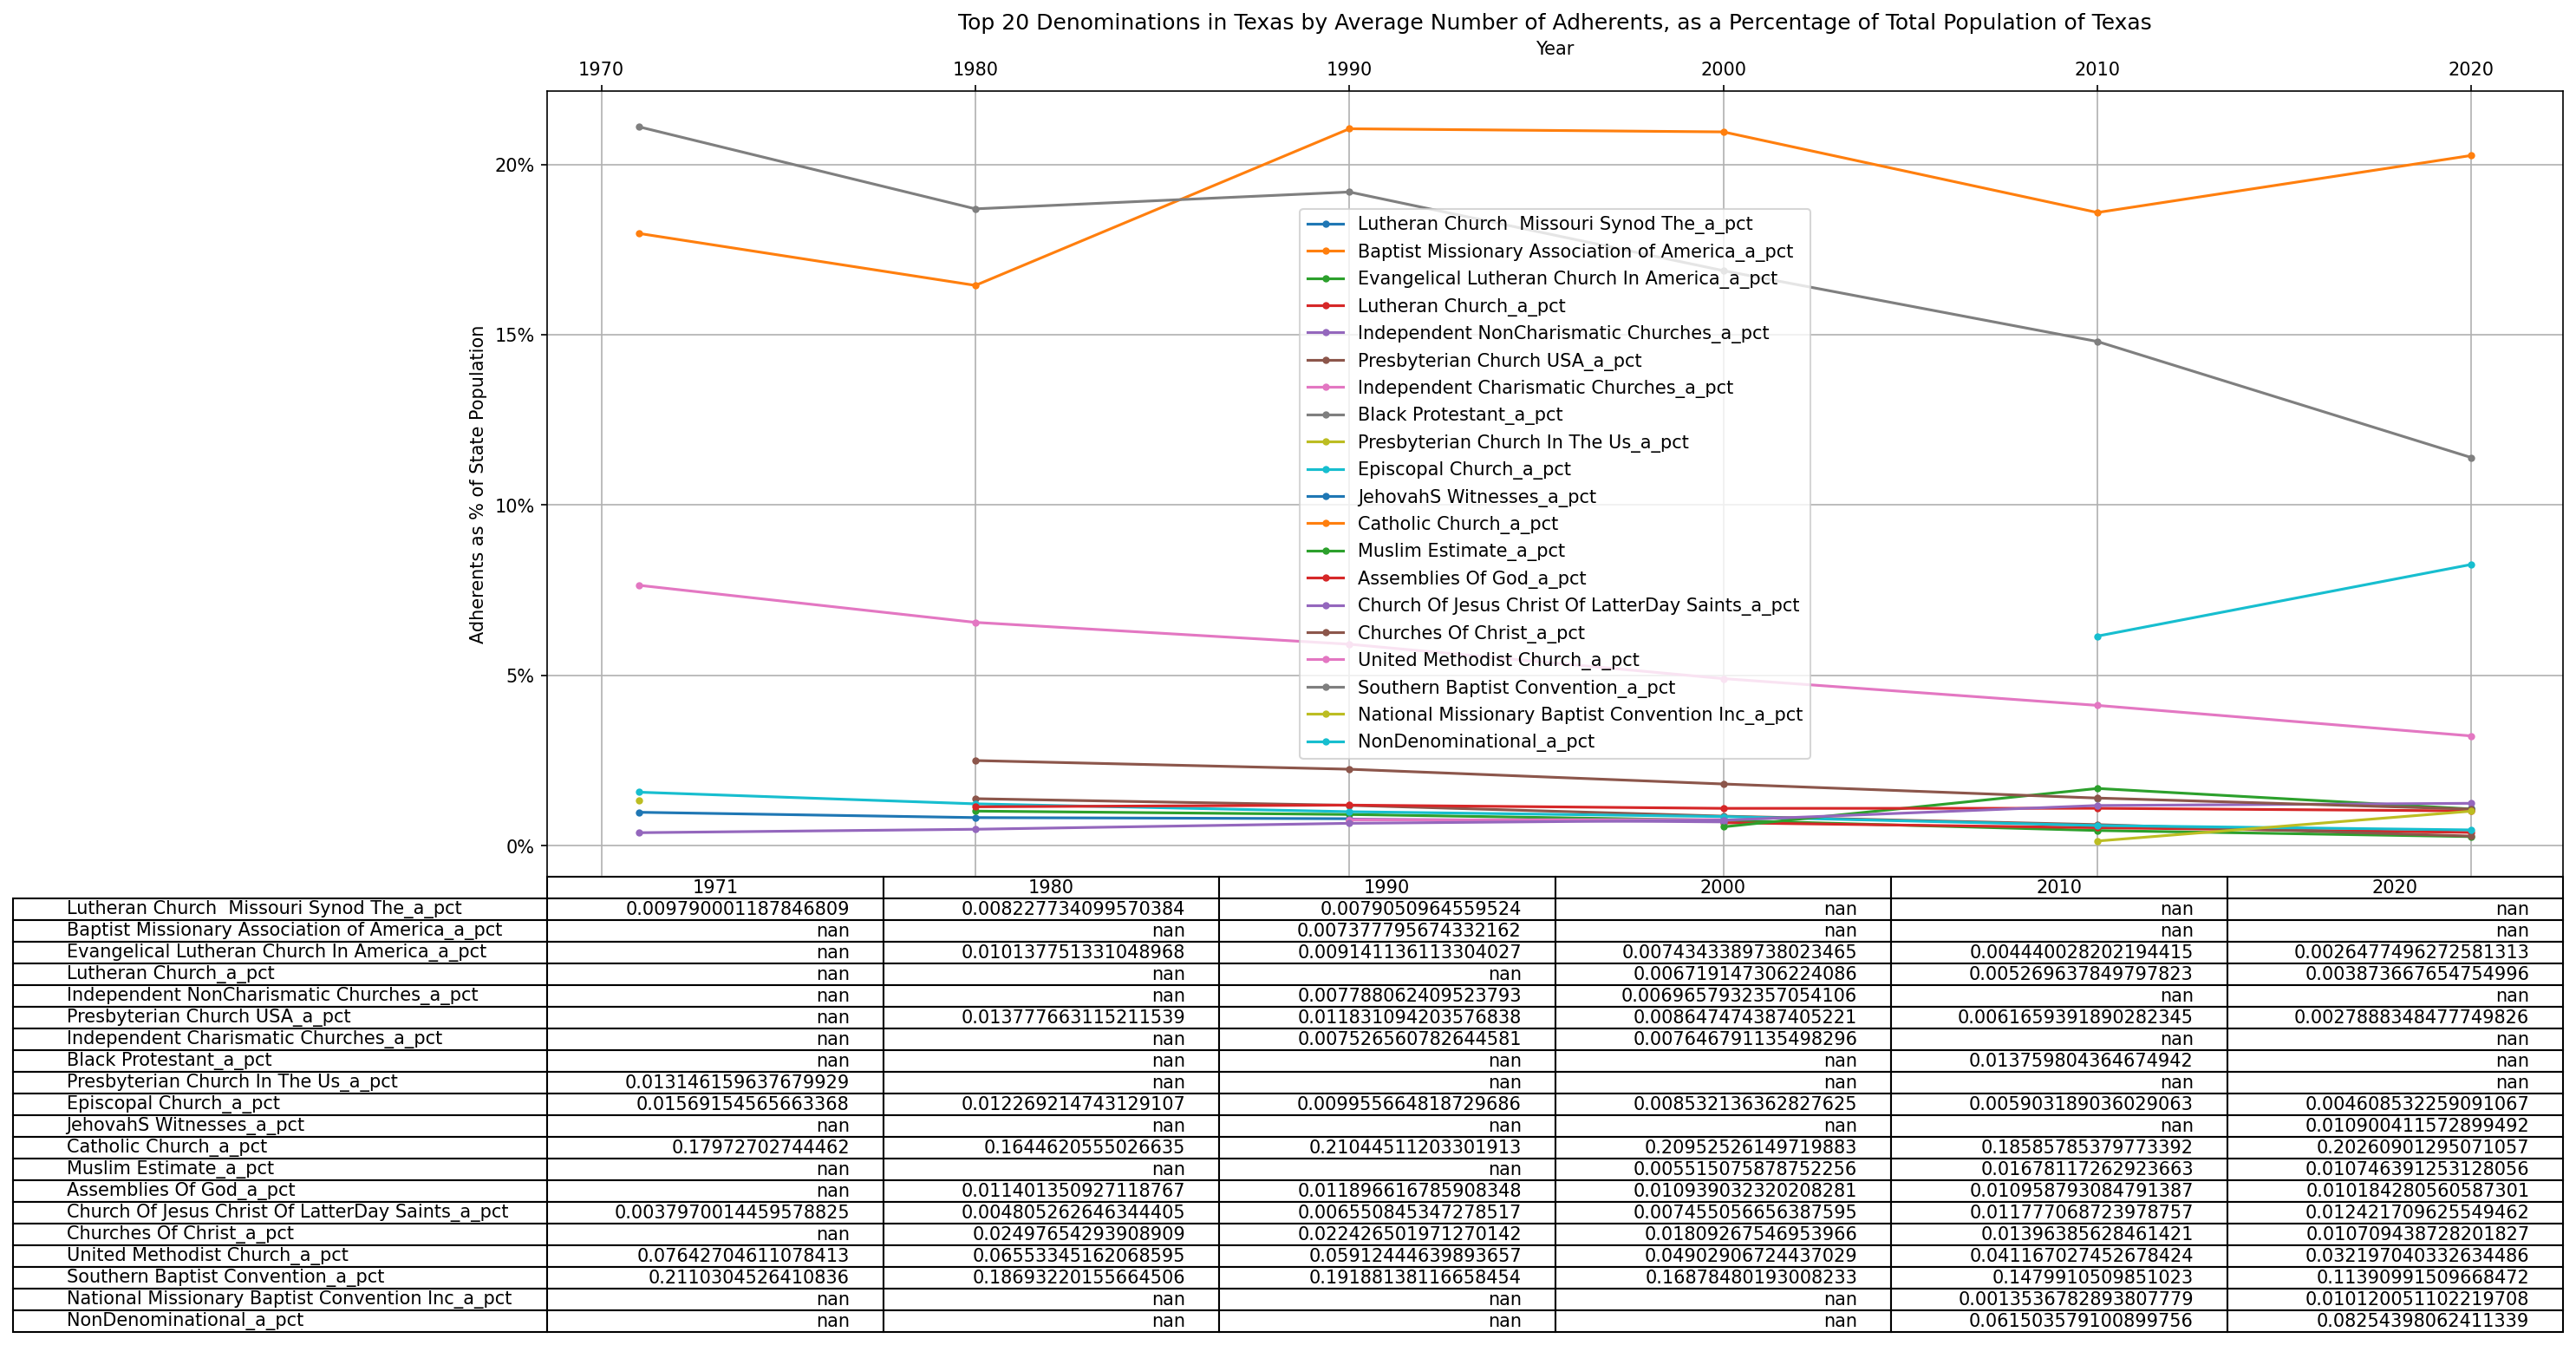 Top 20 Denominations in Texas by Average Number of Adherents, as a Percentage of Total Population of Texas
Year
1970 1980 1990 2000 2010 2020
Adherents as % of State Population
20%
15%
10%
5%
0%
Lutheran Church  Missouri Synod The_a_pct
Baptist Missionary Association of America_a_pct
Evangelical Lutheran Church In America_a_pct
Lutheran Church_a_pct
Independent NonCharismatic Churches_a_pct
Presbyterian Church USA_a_pct
Independent Charismatic Churches_a_pct
Black Protestant_a_pct
Presbyterian Church In The Us_a_pct
Episcopal Church_a_pct
JehovahS Witnesses_a_pct
Catholic Church_a_pct
Muslim Estimate_a_pct
Assemblies Of God_a_pct
Church Of Jesus Christ Of LatterDay Saints_a_pct
Churches Of Christ_a_pct
United Methodist Church_a_pct
Southern Baptist Convention_a_pct
National Missionary Baptist Convention Inc_a_pct
NonDenominational_a_pct
1971 1980 1990 2000 2010 2020
Lutheran Church  Missouri Synod The_a_pct 0.009790001187846809 0.008227734099570384 0.0079050964559524 nan nan nan
Baptist Missionary Association of America_a_pct nan nan 0.007377795674332162 nan nan nan
Evangelical Lutheran Church In America_a_pct nan 0.010137751331048968 0.009141136113304027 0.0074343389738023465 0.004440028202194415 0.0026477496272581313
Lutheran Church_a_pct nan nan nan 0.006719147306224086 0.005269637849797823 0.003873667654754996
Independent NonCharismatic Churches_a_pct nan nan 0.007788062409523793 0.0069657932357054106 nan nan
Presbyterian Church USA_a_pct nan 0.013777663115211539 0.011831094203576838 0.008647474387405221 0.0061659391890282345 0.0027888348477749826
Independent Charismatic Churches_a_pct nan nan 0.007526560782644581 0.007646791135498296 nan nan
Black Protestant_a_pct nan nan nan nan 0.013759804364674942 nan
Presbyterian Church In The Us_a_pct 0.013146159637679929 nan nan nan nan nan
Episcopal Church_a_pct 0.01569154565663368 0.012269214743129107 0.009955664818729686 0.008532136362827625 0.005903189036029063 0.004608532259091067
JehovahS Witnesses_a_pct nan nan nan nan nan 0.010900411572899492
Catholic Church_a_pct 0.17972702744462 0.1644620555026635 0.21044511203301913 0.20952526149719883 0.18585785379773392 0.20260901295071057
Muslim Estimate_a_pct nan nan nan 0.005515075878752256 0.01678117262923663 0.010746391253128056
Assemblies Of God_a_pct nan 0.011401350927118767 0.011896616785908348 0.010939032320208281 0.010958793084791387 0.010184280560587301
Church Of Jesus Christ Of LatterDay Saints_a_pct 0.0037970014459578825 0.004805262646344405 0.006550845347278517 0.007455056656387595 0.011777068723978757 0.012421709625549462
Churches Of Christ_a_pct nan 0.02497654293908909 0.022426501971270142 0.01809267546953966 0.01396385628461421 0.010709438728201827
United Methodist Church_a_pct 0.07642704611078413 0.06553345162068595 0.05912444639893657 0.04902906724437029 0.041167027452678424 0.032197040332634486
Southern Baptist Convention_a_pct 0.2110304526410836 0.18693220155664506 0.19188138116658454 0.16878480193008233 0.1479910509851023 0.11390991509668472
National Missionary Baptist Convention Inc_a_pct nan nan nan nan 0.0013536782893807779 0.010120051102219708
NonDenominational_a_pct nan nan nan nan 0.061503579100899756 0.08254398062411339